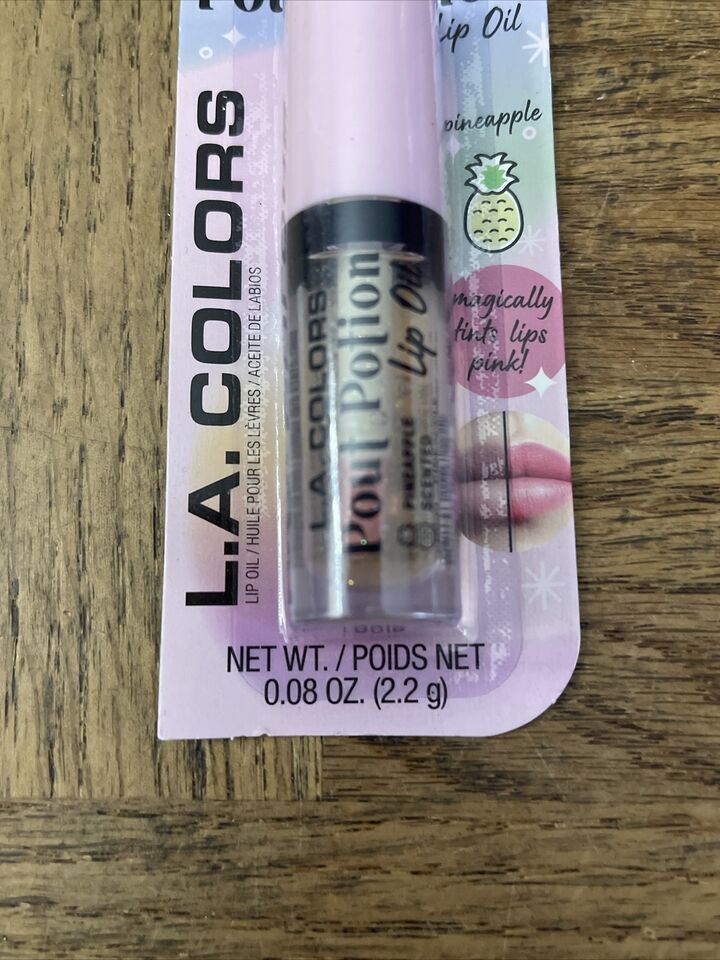 Lip Oil
pineapple
magically
tints lips
pink!
L.A. COLORS
LIP OIL / HUILE POUR LES LÈVRES / ACEITE DE LABIOS
L.A. COLORS
Pout Potion
Lip Oil
PINEAPPLE
SCENTED
NET WT. / POIDS NET
0.08 OZ. (2.2 g)